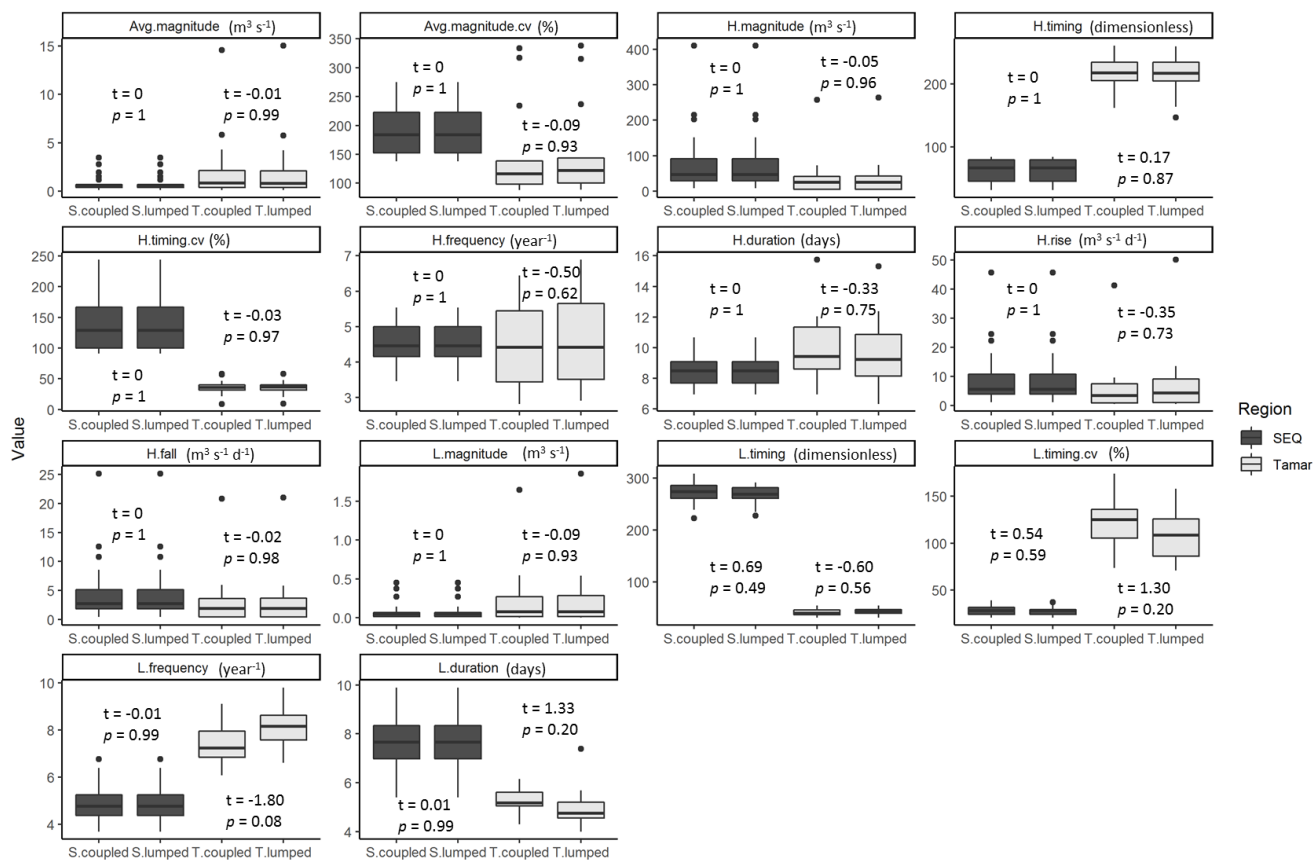 Avg.magnitude (m³ s⁻¹)
15
10
5
0
t = 0
p = 1
t = -0.01
p = 0.99
S.coupled S.lumped T.coupled T.lumped
Avg.magnitude.cv (%)
350
300
250
200
150
100
t = 0
p = 1
t = -0.09
p = 0.93
S.coupled S.lumped T.coupled T.lumped
H.magnitude (m³ s⁻¹)
400
300
200
100
0
t = 0
p = 1
t = -0.05
p = 0.96
S.coupled S.lumped T.coupled T.lumped
H.timing (dimensionless)
200
100
t = 0
p = 1
t = 0.17
p = 0.87
S.coupled S.lumped T.coupled T.lumped
H.timing.cv (%)
250
200
150
100
50
0
t = -0.03
p = 0.97
t = 0
p = 1
S.coupled S.lumped T.coupled T.lumped
H.frequency (year⁻¹)
7
6
5
4
3
t = 0
p = 1
t = -0.50
p = 0.62
S.coupled S.lumped T.coupled T.lumped
H.duration (days)
16
14
12
10
8
6
t = 0
p = 1
t = -0.33
p = 0.75
S.coupled S.lumped T.coupled T.lumped
H.rise (m³ s⁻¹ d⁻¹)
50
40
30
20
10
0
t = 0
p = 1
t = -0.35
p = 0.73
S.coupled S.lumped T.coupled T.lumped
Value
H.fall (m³ s⁻¹ d⁻¹)
25
20
15
10
5
0
t = 0
p = 1
t = -0.02
p = 0.98
S.coupled S.lumped T.coupled T.lumped
L.magnitude (m³ s⁻¹)
1.5
1.0
0.5
0.0
t = 0
p = 1
t = -0.09
p = 0.93
S.coupled S.lumped T.coupled T.lumped
L.timing (dimensionless)
300
200
100
t = 0.69
p = 0.49
t = -0.60
p = 0.56
S.coupled S.lumped T.coupled T.lumped
L.timing.cv (%)
150
100
50
t = 0.54
p = 0.59
t = 1.30
p = 0.20
S.coupled S.lumped T.coupled T.lumped
L.frequency (year⁻¹)
10
8
6
4
t = -0.01
p = 0.99
t = -1.80
p = 0.08
S.coupled S.lumped T.coupled T.lumped
L.duration (days)
10
8
6
4
t = 1.33
p = 0.20
t = 0.01
p = 0.99
S.coupled S.lumped T.coupled T.lumped
Region
SEQ
Tamar